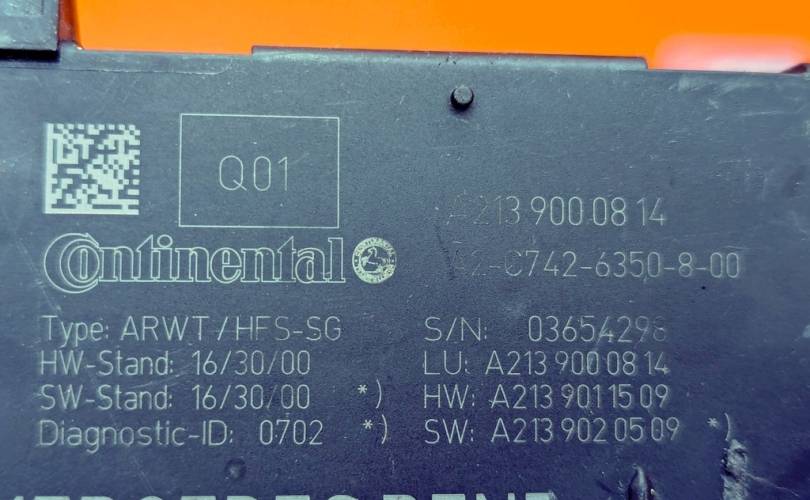 Q01
A 213 900 08 14
A2-C742-6350-8-00
Continental
Type: ARWT/HFS-SG
S/N: 03654298
HW-Stand: 16/30/00
LU: A 213 900 08 14
SW-Stand: 16/30/00 *)
HW: A 213 901 15 09
Diagnostic-ID: 0702 *)
SW: A 213 902 05 09 *)